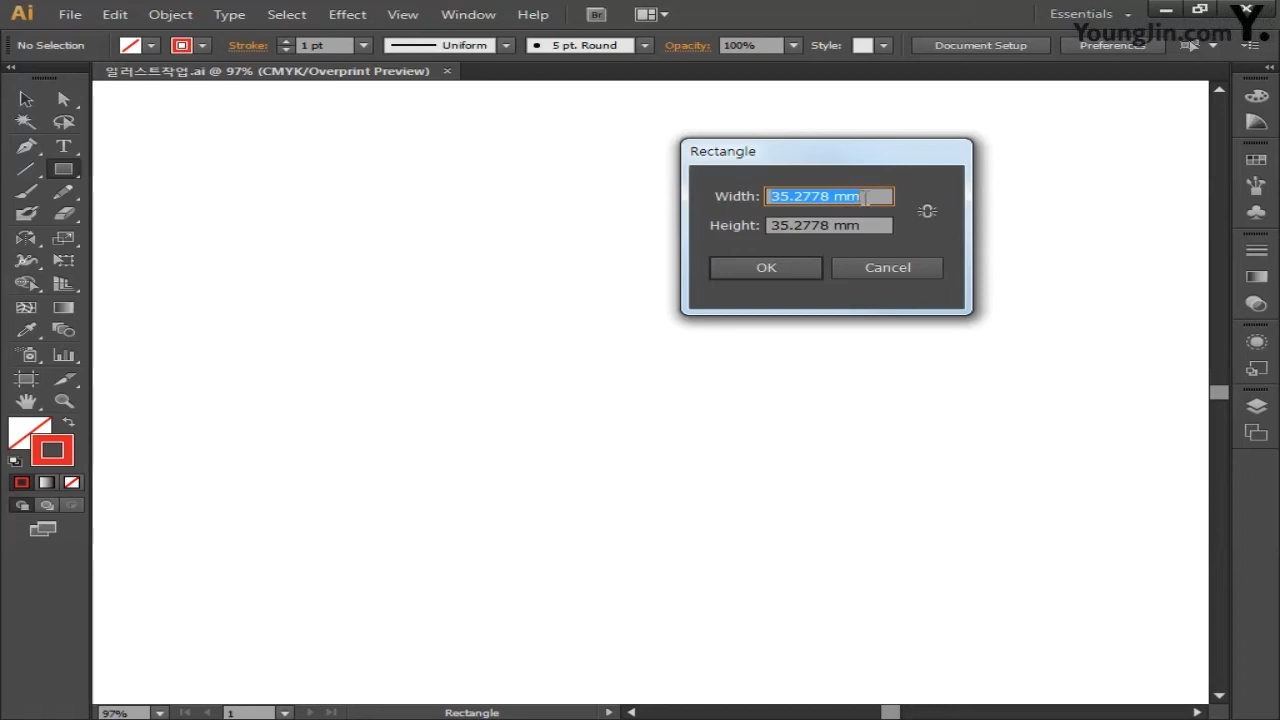 Ai File Edit Object Type Select Effect View Window Help Br Essentials
YoungJin.com Y.
No Selection Stroke: 1 pt Uniform 5 pt. Round Opacity: 100% Style: Document Setup Preferences
일러스트작업.ai @ 97% (CMYK/Overprint Preview) ×
Rectangle
Width: 35.2778 mm
Height: 35.2778 mm
OK Cancel
97% 1 Rectangle